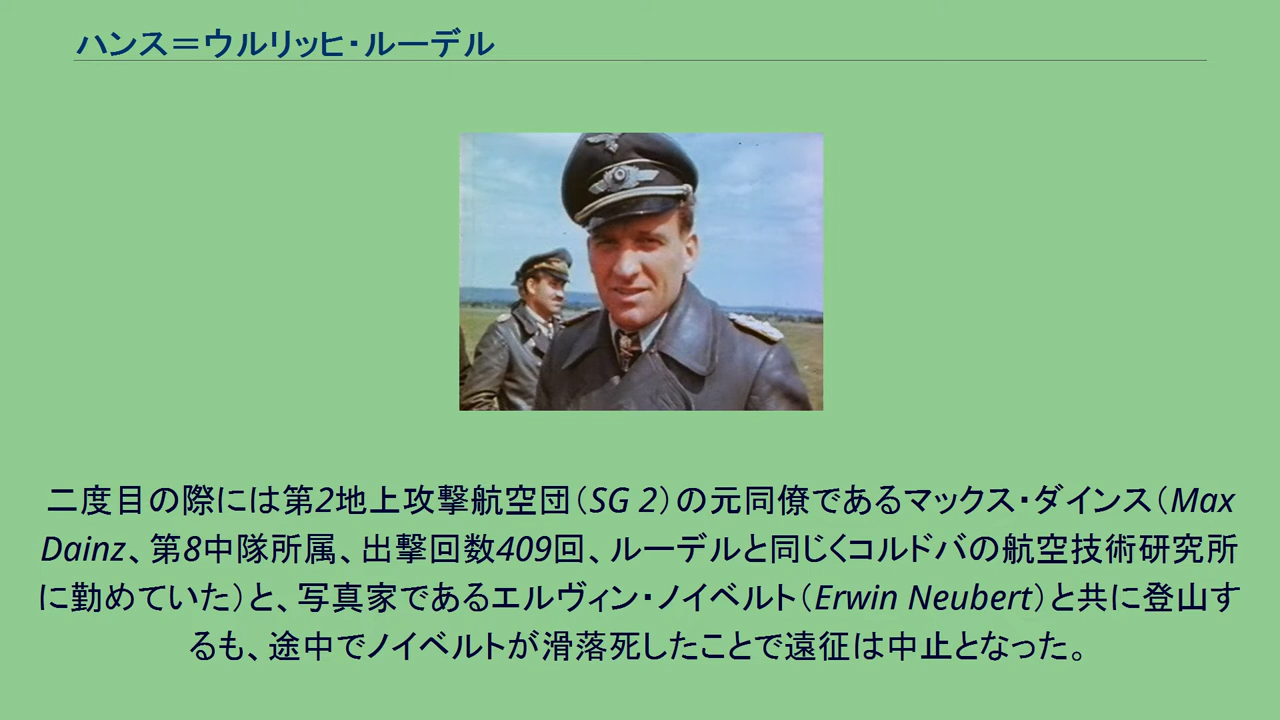 ハンス＝ウルリッヒ・ルーデル
二度目の際には第2地上攻撃航空団（SG 2）の元同僚であるマックス・ダインス（Max
Dainz、第8中隊所属、出撃回数409回、ルーデルと同じくコルドバの航空技術研究所
に勤めていた）と、写真家であるエルヴィン・ノイベルト（Erwin Neubert）と共に登山す
るも、途中でノイベルトが滑落死したことで遠征は中止となった。